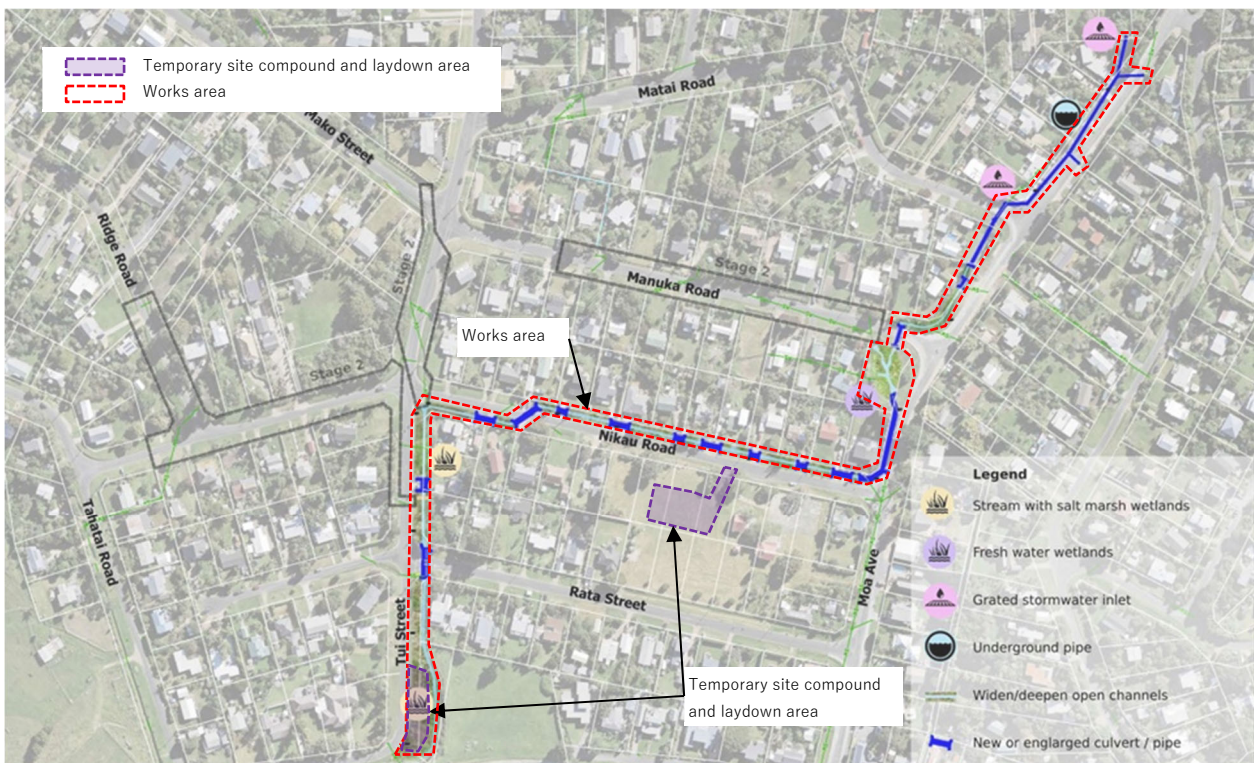 Temporary site compound and laydown area
Works area
Matai Road
Mako Street
Ridge Road
Stage 2
Stage 2
Manuka Road
Works area
Stage 2
Nikau Road
Tahatai Road
Rata Street
Moa Ave
Tui Street
Temporary site compound
and laydown area
Legend
Stream with salt marsh wetlands
Fresh water wetlands
Grated stormwater inlet
Underground pipe
Widen/deepen open channels
New or englarged culvert / pipe